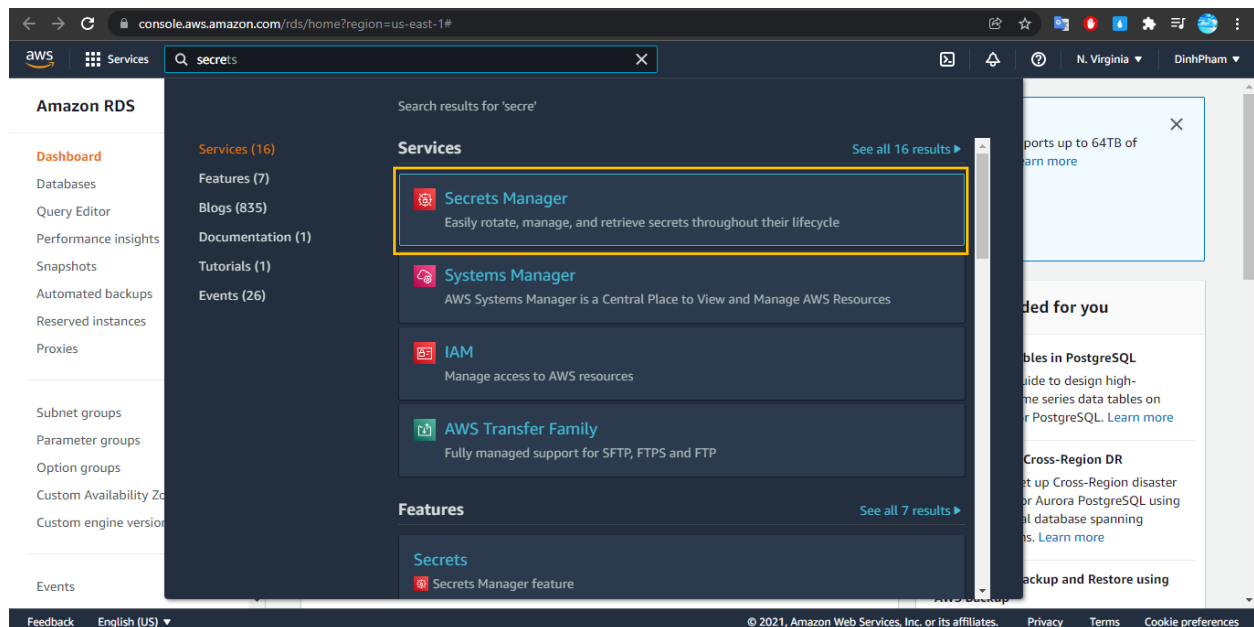 console.aws.amazon.com/rds/home?region=us-east-1#
aws
Services
secrets
N. Virginia
DinhPham
Amazon RDS
Dashboard
Databases
Query Editor
Performance insights
Snapshots
Automated backups
Reserved instances
Proxies
Subnet groups
Parameter groups
Option groups
Custom Availability Zo
Custom engine version
Events
Search results for 'secre'
Services (16)
Features (7)
Blogs (835)
Documentation (1)
Tutorials (1)
Events (26)
Services
See all 16 results
Secrets Manager
Easily rotate, manage, and retrieve secrets throughout their lifecycle
Systems Manager
AWS Systems Manager is a Central Place to View and Manage AWS Resources
IAM
Manage access to AWS resources
AWS Transfer Family
Fully managed support for SFTP, FTPS and FTP
Features
See all 7 results
Secrets
Secrets Manager feature
ports up to 64TB of
earn more
ded for you
bles in PostgreSQL
uide to design high-
me series data tables on
r PostgreSQL. Learn more
Cross-Region DR
et up Cross-Region disaster
or Aurora PostgreSQL using
al database spanning
ns. Learn more
ackup and Restore using
AWS Backup
Feedback
English (US)
© 2021, Amazon Web Services, Inc. or its affiliates.
Privacy
Terms
Cookie preferences